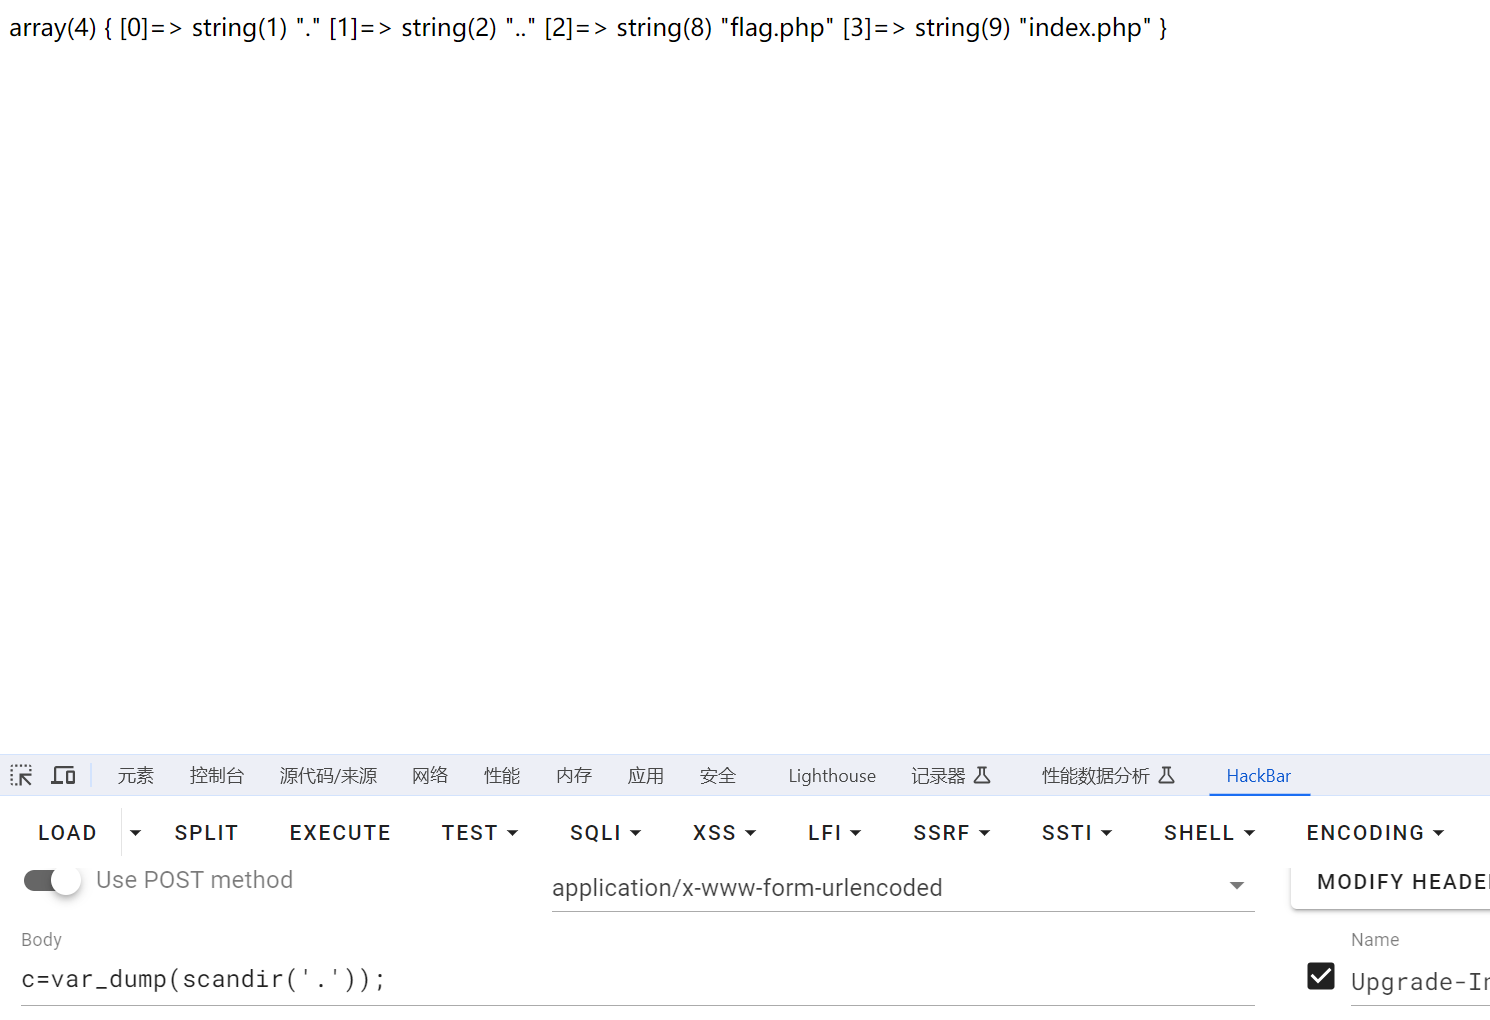 array(4) { [0]=> string(1) "." [1]=> string(2) ".." [2]=> string(8) "flag.php" [3]=> string(9) "index.php" }
元素 控制台 源代码/来源 网络 性能 内存 应用 安全 Lighthouse 记录器 性能数据分析 HackBar
LOAD SPLIT EXECUTE TEST SQLI XSS LFI SSRF SSTI SHELL ENCODING
Use POST method
application/x-www-form-urlencoded
MODIFY HEADE
Body
Name
c=var_dump(scandir('.'));
Upgrade-In